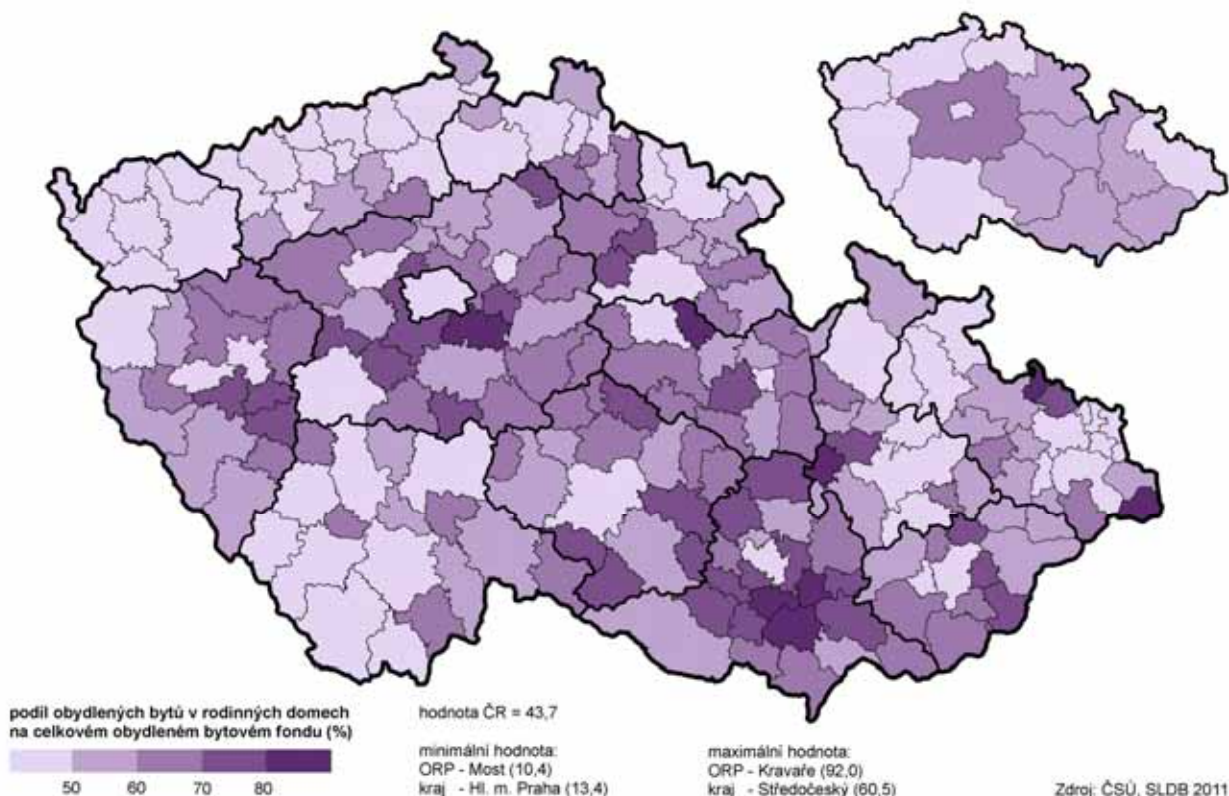 podíl obydlených bytů v rodinných domech
na celkovém obydleném bytovém fondu (%)
50 60 70 80
hodnota ČR = 43,7
minimální hodnota:
ORP - Most (10,4)
kraj - Hl. m. Praha (13,4)
maximální hodnota:
ORP - Kravaře (92,0)
kraj - Středočeský (60,5)
Zdroj: ČSÚ, SLDB 2011